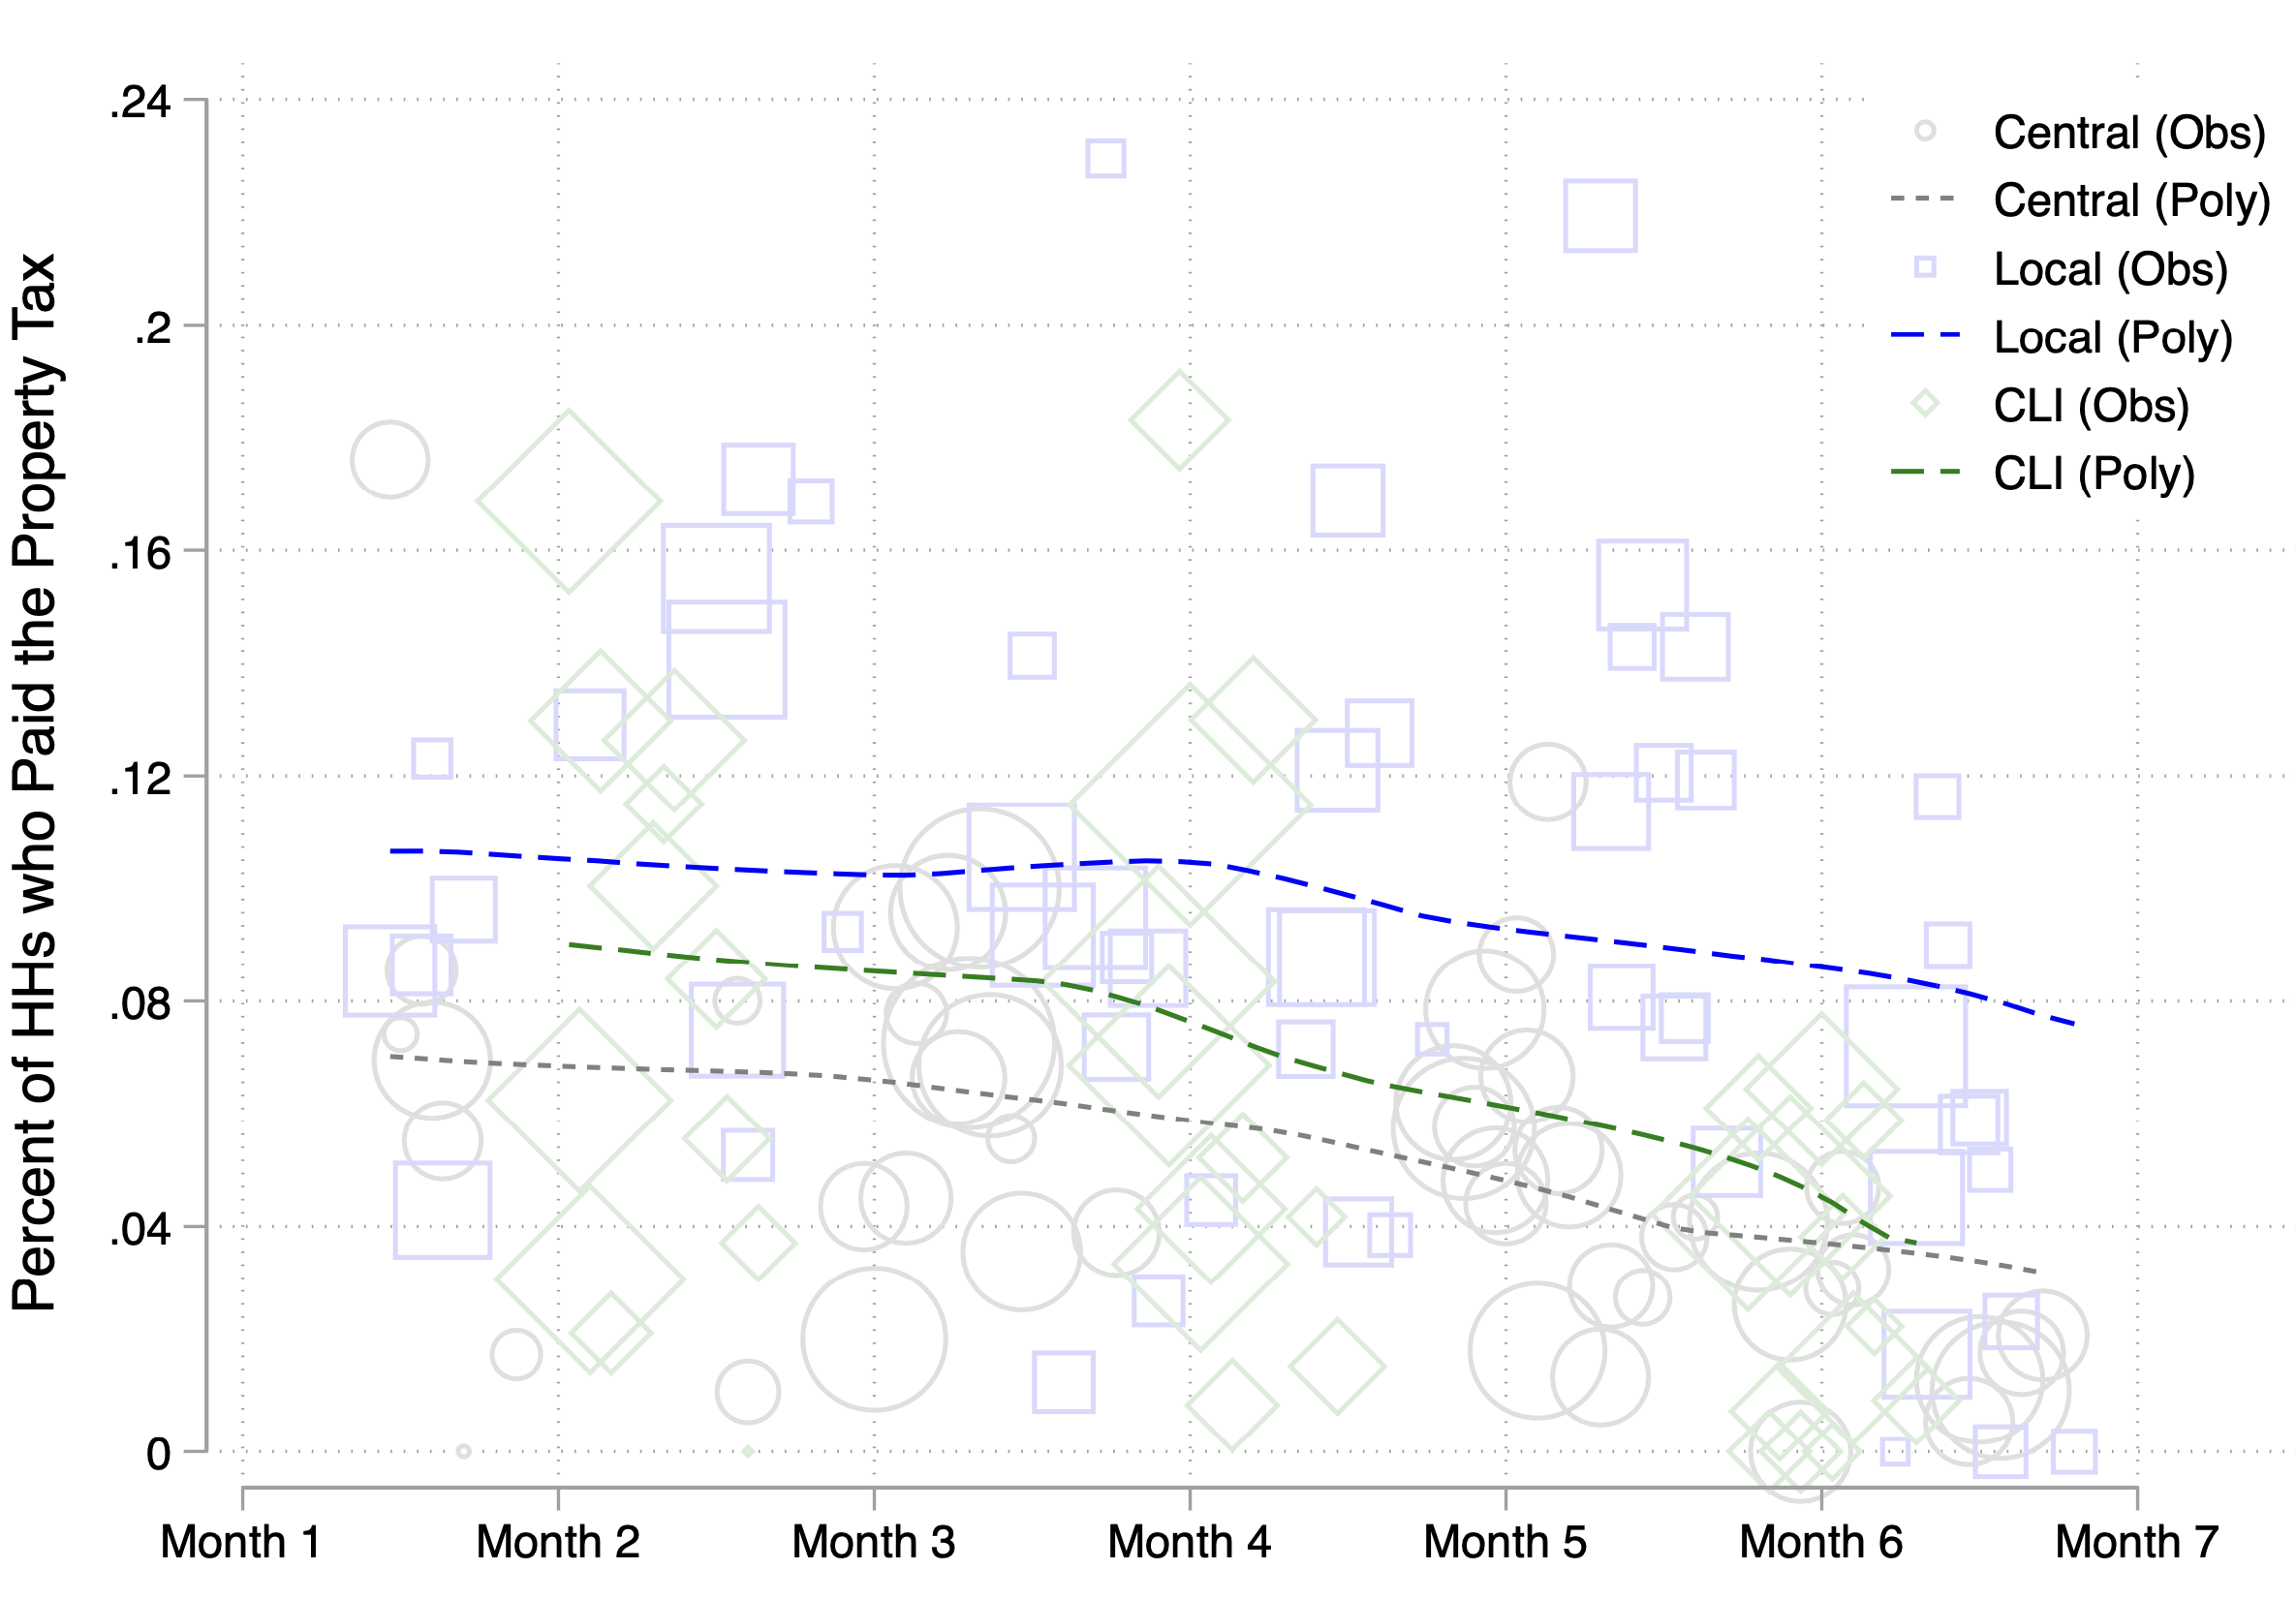 Percent of HHs who Paid the Property Tax
.24
.2
.16
.12
.08
.04
0
Month 1
Month 2
Month 3
Month 4
Month 5
Month 6
Month 7
Central (Obs)
Central (Poly)
Local (Obs)
Local (Poly)
CLI (Obs)
CLI (Poly)